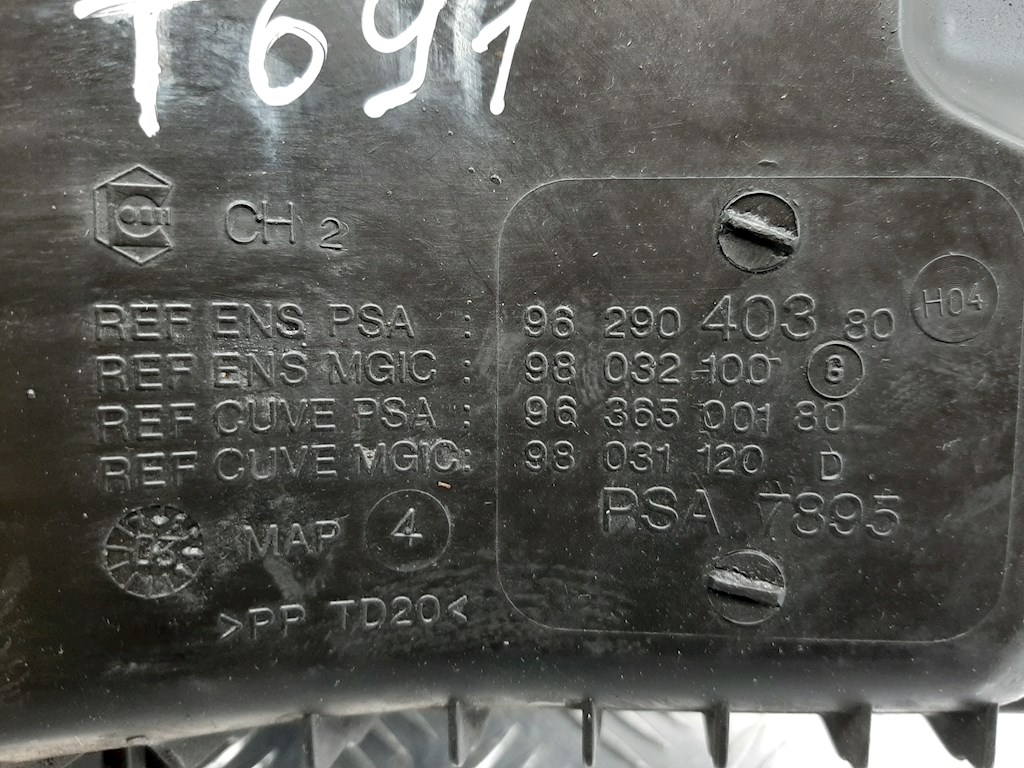 T691
CH 2
REF ENS PSA : 96 290 403 80 H04
REF ENS MGIC : 98 032 100 G
REF CUVE PSA : 96 365 001 80
REF CUVE MGIC: 98 031 120 D
PSA 7895
MAP 4
>PP TD20<